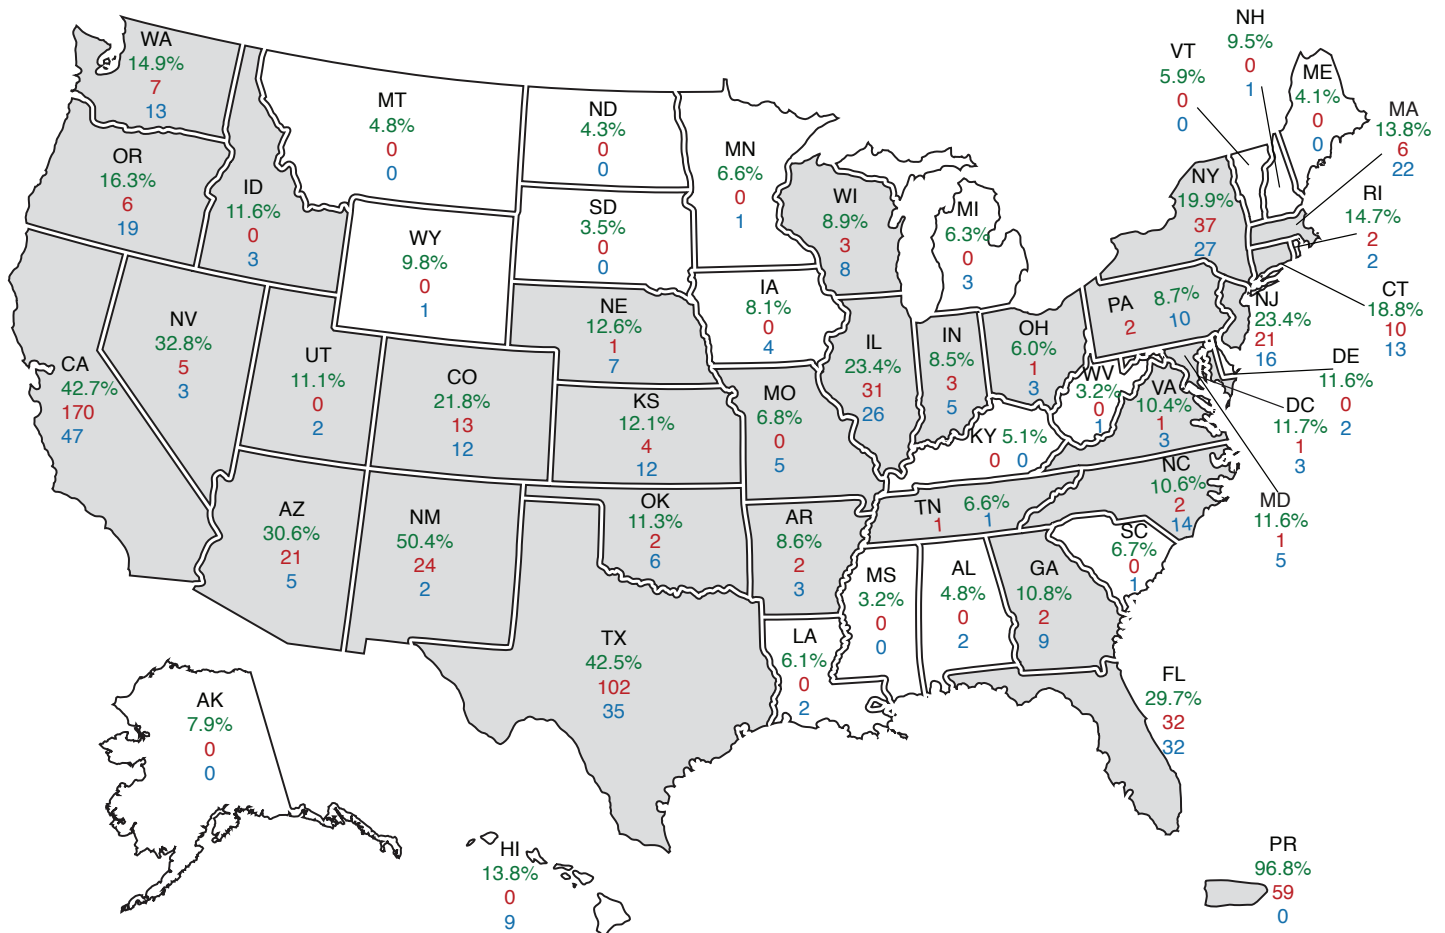 WA
14.9%
7
13
OR
16.3%
6
19
ID
11.6%
0
3
MT
4.8%
0
0
ND
4.3%
0
0
SD
3.5%
0
0
WY
9.8%
0
1
MN
6.6%
0
1
WI
8.9%
3
8
MI
6.3%
0
3
NY
19.9%
37
27
VT
5.9%
0
0
NH
9.5%
0
1
ME
4.1%
0
0
MA
13.8%
6
22
RI
14.7%
2
2
CT
18.8%
10
13
NJ
23.4%
21
16
DE
11.6%
0
2
DC
11.7%
1
3
MD
11.6%
1
5
CA
42.7%
170
47
NV
32.8%
5
3
UT
11.1%
0
2
CO
21.8%
13
12
NE
12.6%
1
7
KS
12.1%
4
12
IA
8.1%
0
4
MO
6.8%
0
5
IL
23.4%
31
26
IN
8.5%
3
5
OH
6.0%
1
3
PA 8.7%
2 10
WV
3.2%
0
1
VA
10.4%
1
3
KY 5.1%
0 0
NC
10.6%
2
14
TN 6.6%
1 1
SC
6.7%
0
1
AZ
30.6%
21
5
NM
50.4%
24
2
OK
11.3%
2
6
AR
8.6%
2
3
TX
42.5%
102
35
LA
6.1%
0
2
MS
3.2%
0
0
AL
4.8%
0
2
GA
10.8%
2
9
FL
29.7%
32
32
AK
7.9%
0
0
HI
13.8%
0
9
PR
96.8%
59
0